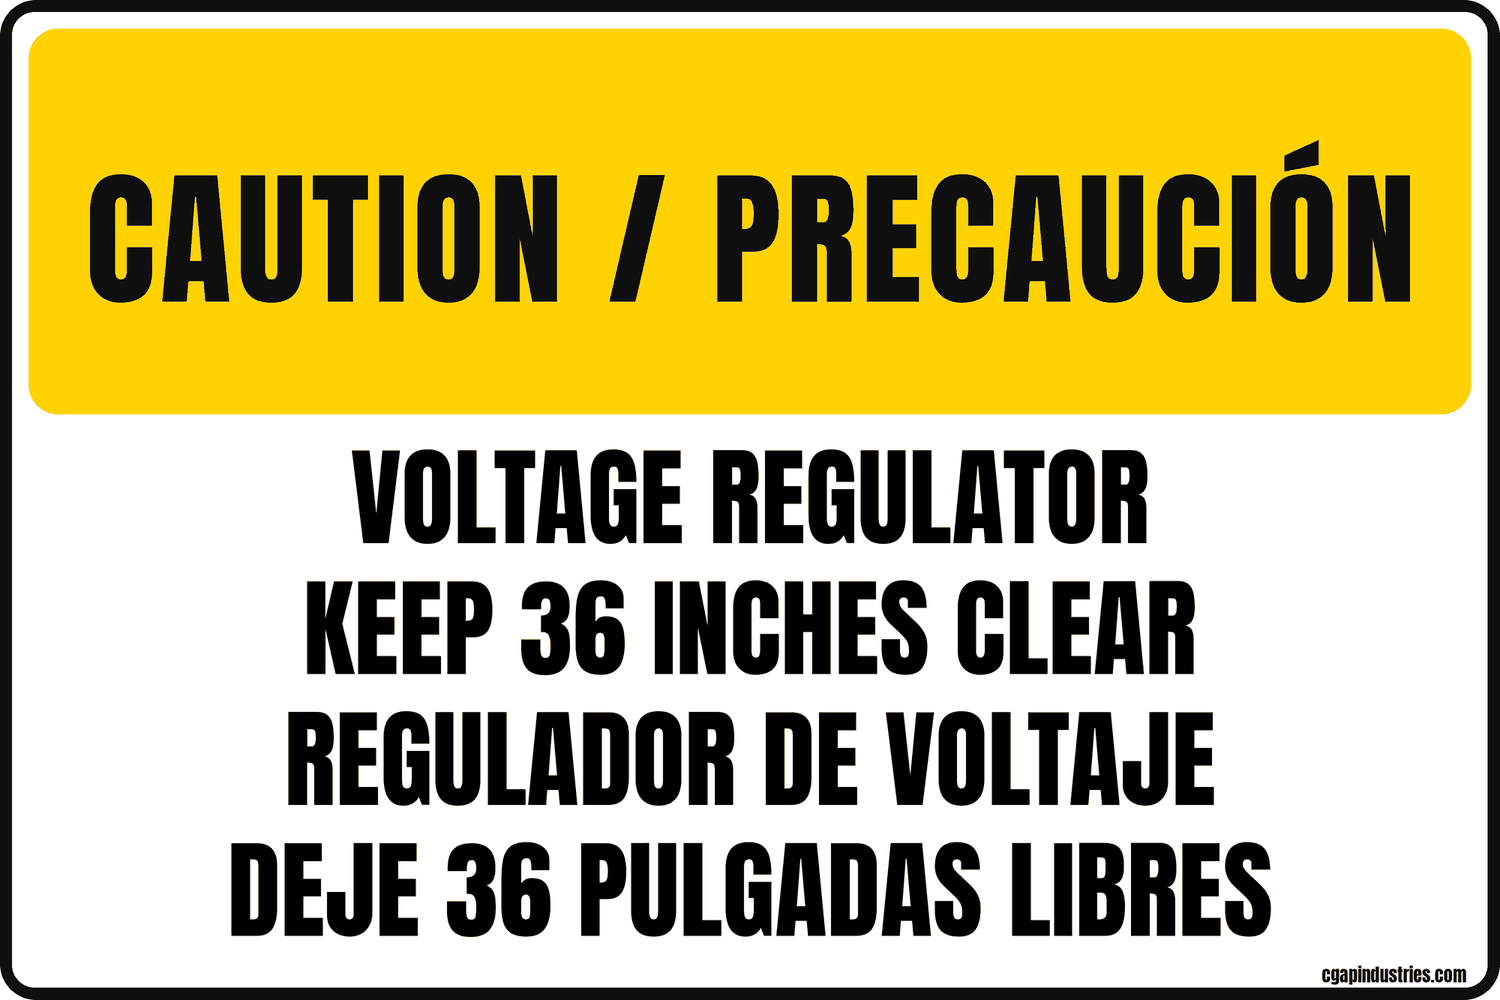 CAUTION / PRECAUCIÓN
VOLTAGE REGULATOR
KEEP 36 INCHES CLEAR
REGULADOR DE VOLTAJE
DEJE 36 PULGADAS LIBRES
cgapindustries.com